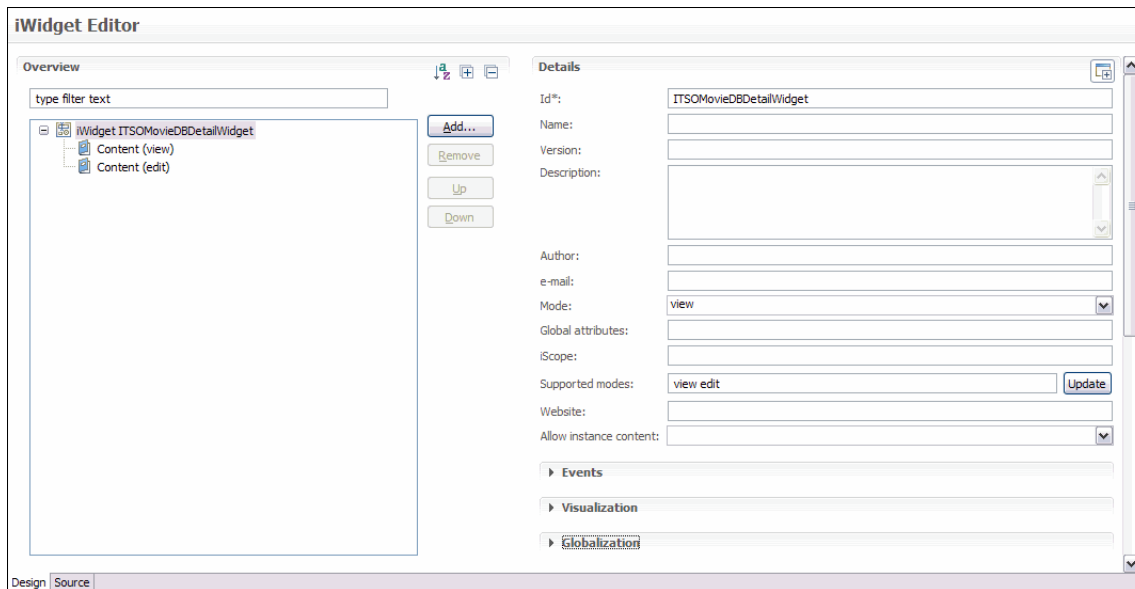 iWidget Editor
Overview
type filter text
iWidget ITSOMovieDBDetailWidget
Content (view)
Content (edit)
Add...
Remove
Up
Down
Details
Id*: ITSOMovieDBDetailWidget
Name:
Version:
Description:
Author:
e-mail:
Mode: view
Global attributes:
iScope:
Supported modes: view edit Update
Website:
Allow instance content:
Events
Visualization
Globalization
Design Source